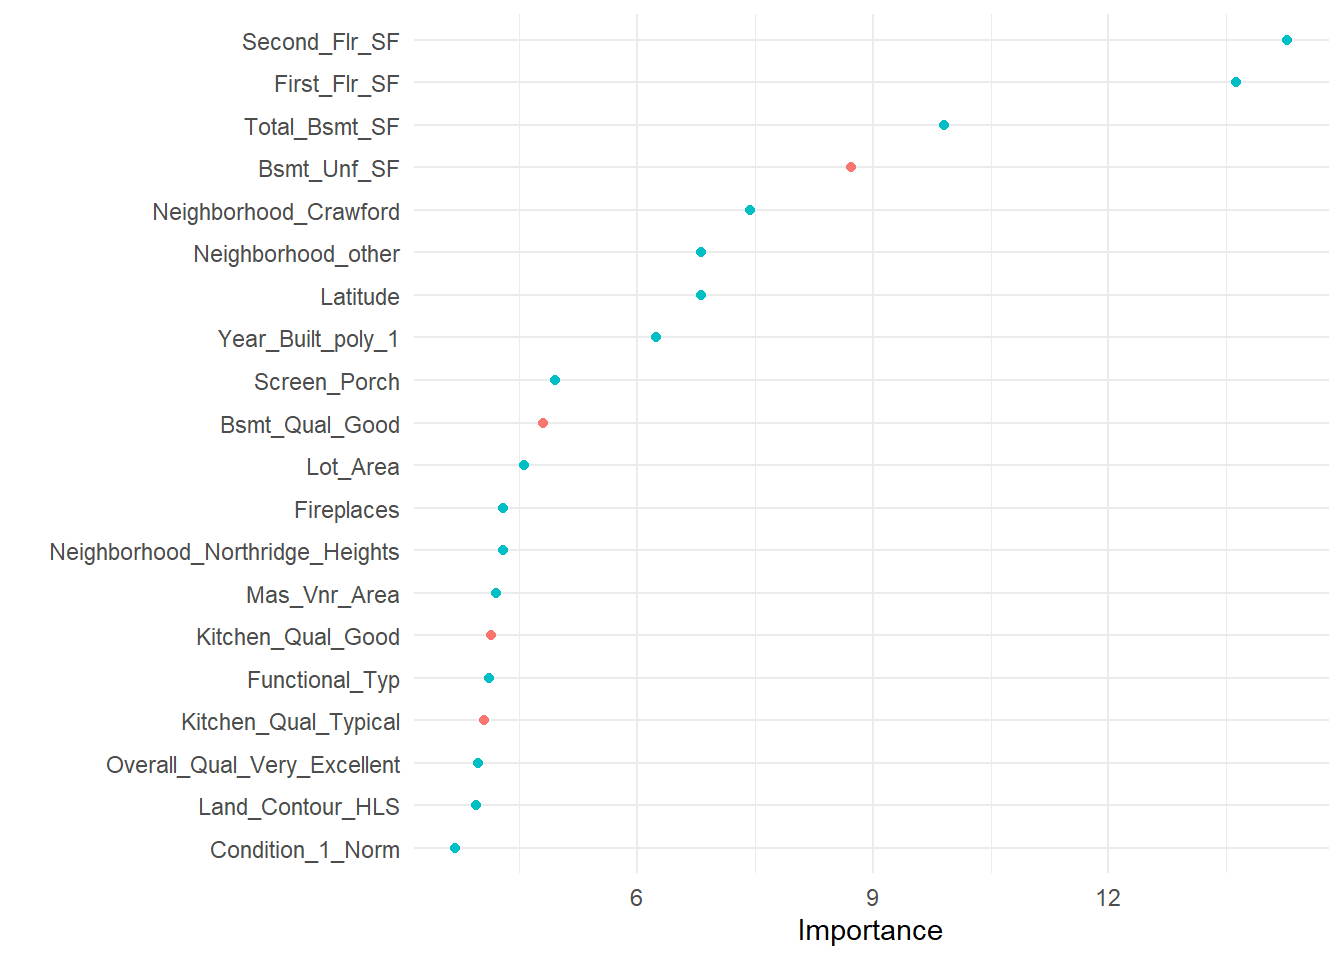 Second_Flr_SF
First_Flr_SF
Total_Bsmt_SF
Bsmt_Unf_SF
Neighborhood_Crawford
Neighborhood_other
Latitude
Year_Built_poly_1
Screen_Porch
Bsmt_Qual_Good
Lot_Area
Fireplaces
Neighborhood_Northridge_Heights
Mas_Vnr_Area
Kitchen_Qual_Good
Functional_Typ
Kitchen_Qual_Typical
Overall_Qual_Very_Excellent
Land_Contour_HLS
Condition_1_Norm
6 9 12
Importance